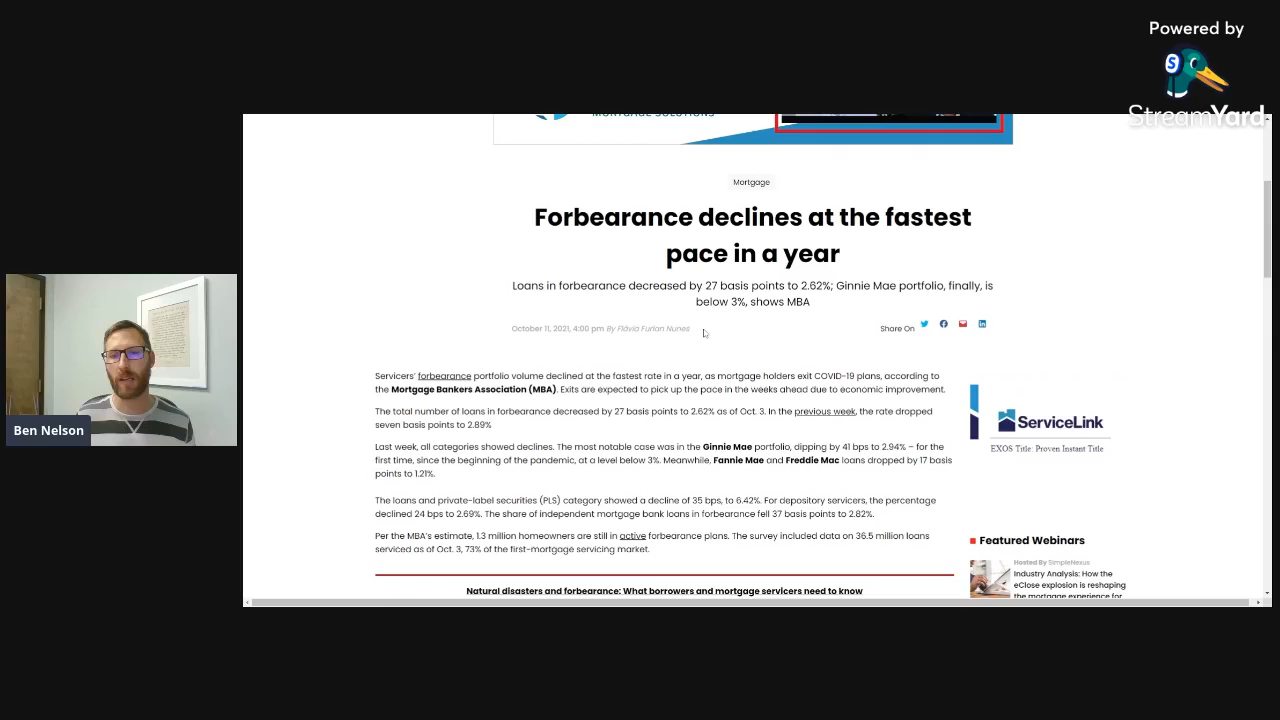 Powered by
StreamYard
MORTGAGE SOLUTIONS
Mortgage
Forbearance declines at the fastest
pace in a year
Loans in forbearance decreased by 27 basis points to 2.62%; Ginnie Mae portfolio, finally, is
below 3%, shows MBA
October 11, 2021, 4:00 pm By Flávia Furlan Nunes
Share On
Servicers' forbearance portfolio volume declined at the fastest rate in a year, as mortgage holders exit COVID-19 plans, according to
the Mortgage Bankers Association (MBA). Exits are expected to pick up the pace in the weeks ahead due to economic improvement.
The total number of loans in forbearance decreased by 27 basis points to 2.62% as of Oct. 3. In the previous week, the rate dropped
seven basis points to 2.89%
Last week, all categories showed declines. The most notable case was in the Ginnie Mae portfolio, dipping by 41 bps to 2.94% – for the
first time, since the beginning of the pandemic, at a level below 3%. Meanwhile, Fannie Mae and Freddie Mac loans dropped by 17 basis
points to 1.21%.
The loans and private-label securities (PLS) category showed a decline of 35 bps, to 6.42%. For depository servicers, the percentage
declined 24 bps to 2.69%. The share of independent mortgage bank loans in forbearance fell 37 basis points to 2.82%.
Per the MBA's estimate, 1.3 million homeowners are still in active forbearance plans. The survey included data on 36.5 million loans
serviced as of Oct. 3, 73% of the first-mortgage servicing market.
Natural disasters and forbearance: What borrowers and mortgage servicers need to know
ServiceLink
EXOS Title: Proven Instant Title
Featured Webinars
Hosted By SimpleNexus
Industry Analysis: How the
eClose explosion is reshaping
the mortgage experience for
Ben Nelson